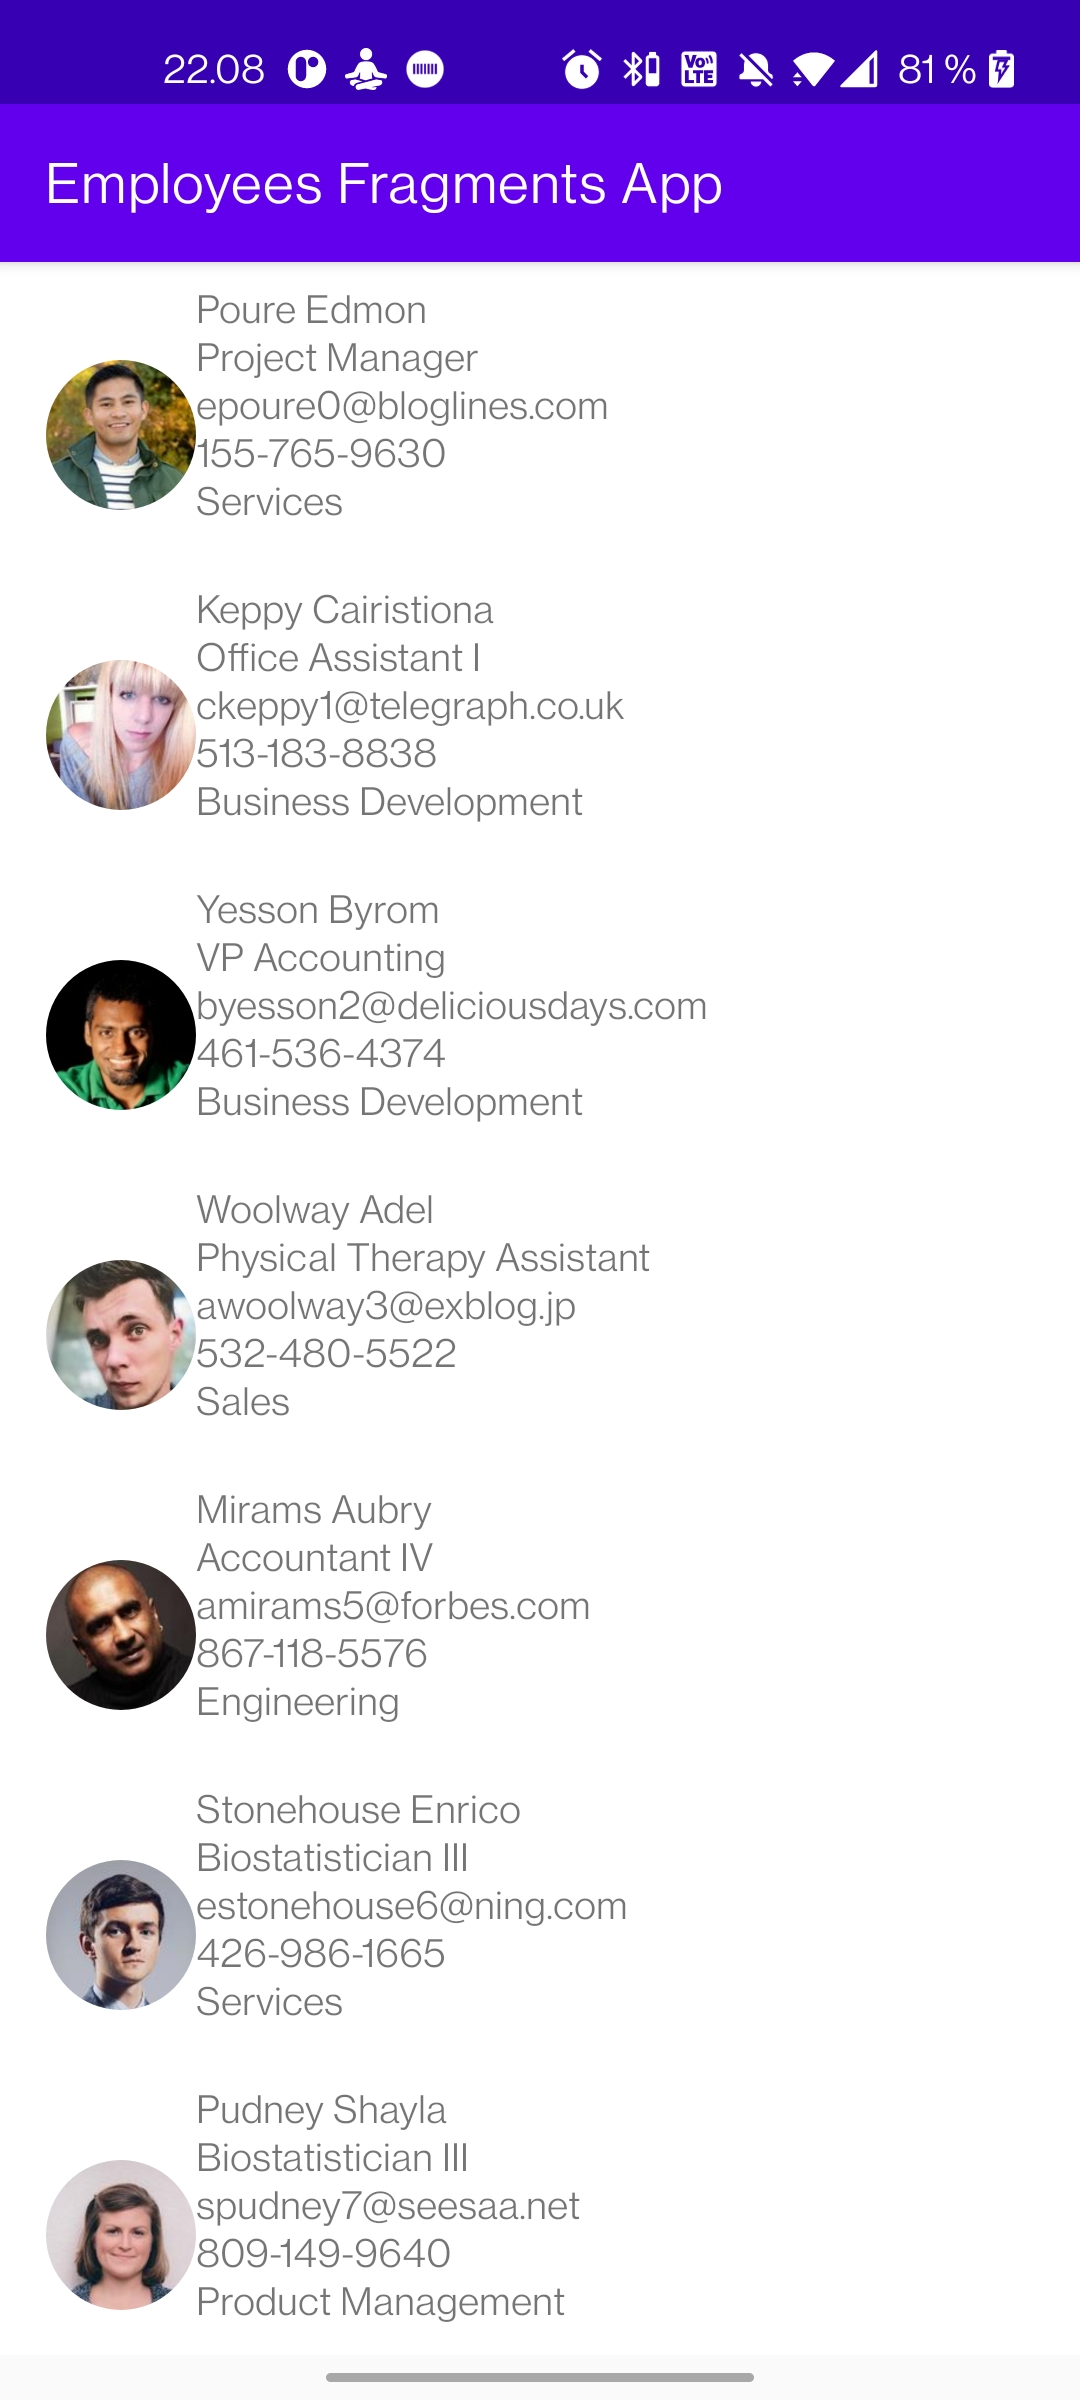 22.08 Vo)) LTE 81 %
Employees Fragments App
Poure Edmon
Project Manager
epoure0@bloglines.com
155-765-9630
Services
Keppy Cairistiona
Office Assistant I
ckeppy1@telegraph.co.uk
513-183-8838
Business Development
Yesson Byrom
VP Accounting
byesson2@deliciousdays.com
461-536-4374
Business Development
Woolway Adel
Physical Therapy Assistant
awoolway3@exblog.jp
532-480-5522
Sales
Mirams Aubry
Accountant IV
amirams5@forbes.com
867-118-5576
Engineering
Stonehouse Enrico
Biostatistician III
estonehouse6@ning.com
426-986-1665
Services
Pudney Shayla
Biostatistician III
spudney7@seesaa.net
809-149-9640
Product Management